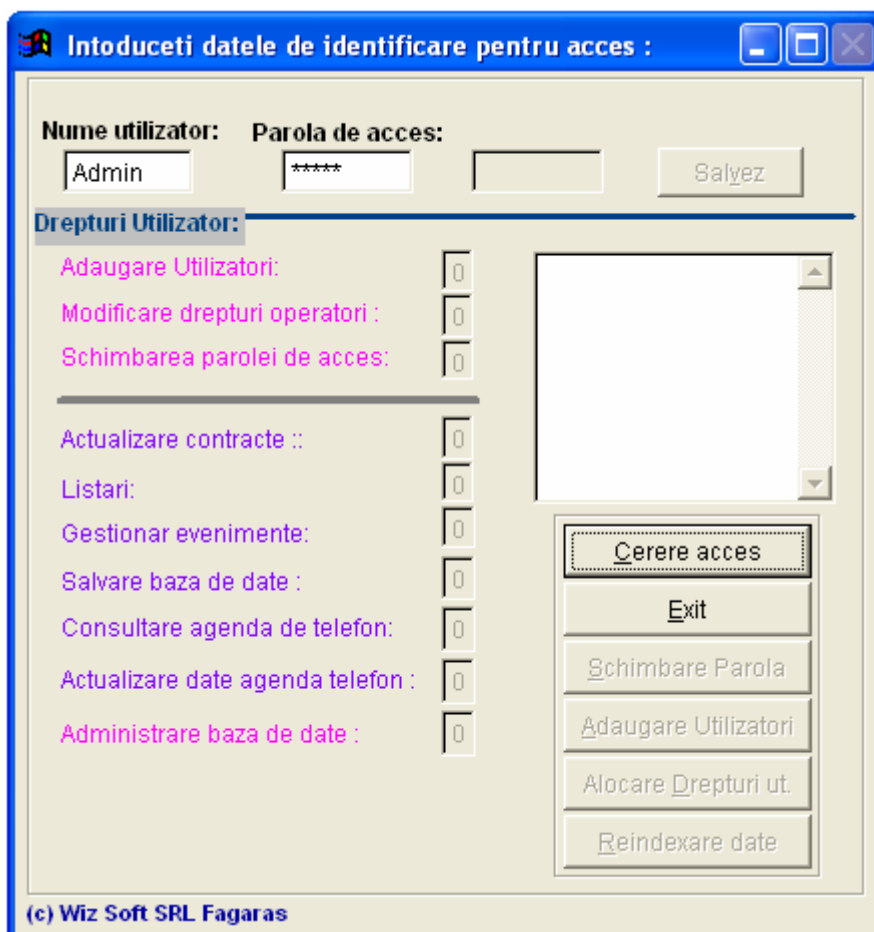 Intoduceti datele de identificare pentru acces :
Nume utilizator: Parola de acces:
Admin ***** Salvez
Drepturi Utilizator:
Adaugare Utilizatori: 0
Modificare drepturi operatori : 0
Schimbarea parolei de acces: 0
Actualizare contracte :: 0
Listari: 0
Gestionar evenimente: 0
Salvare baza de date : 0
Consultare agenda de telefon: 0
Actualizare date agenda telefon : 0
Administrare baza de date : 0
Cerere acces
Exit
Schimbare Parola
Adaugare Utilizatori
Alocare Drepturi ut.
Reindexare date
(c) Wiz Soft SRL Fagaras